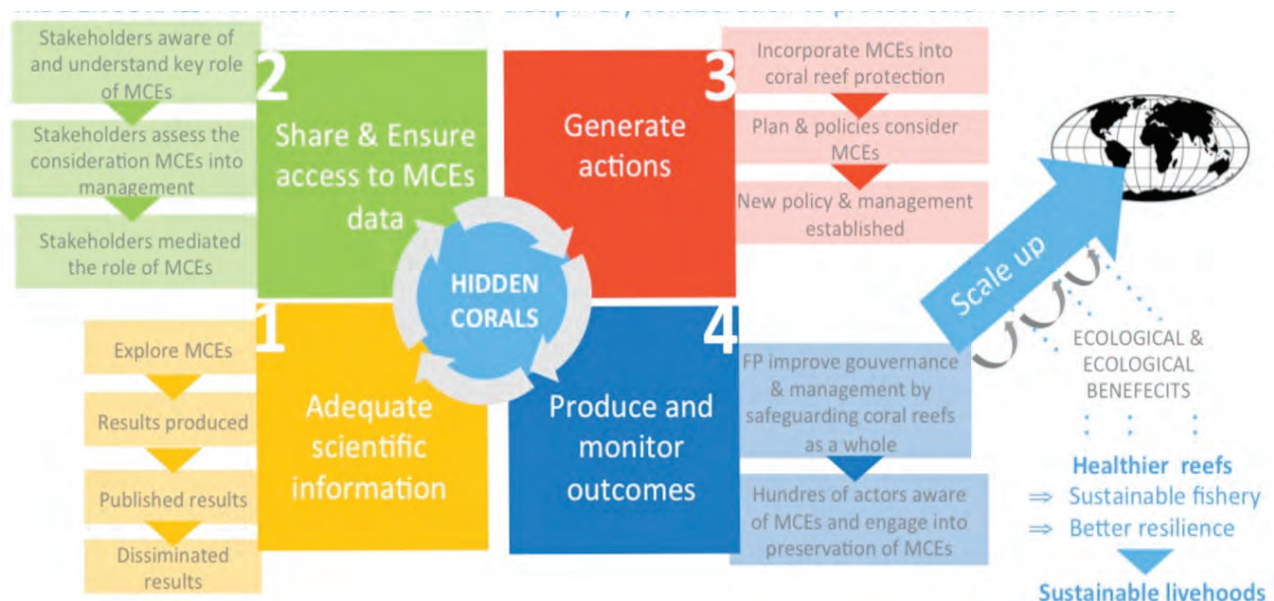 Stakeholders aware of
and understand key role
of MCEs
Stakeholders assess the
consideration MCEs into
management
Stakeholders mediated
the role of MCEs
2
Share & Ensure
access to MCEs
data
3
Generate
actions
Incorporate MCEs into
coral reef protection
Plan & policies consider
MCEs
New policy & management
established
HIDDEN
CORALS
1
Adequate
scientific
information
Explore MCEs
Results produced
Published results
Dissiminated
results
4
Produce and
monitor
outcomes
FP improve gouvernance
& management by
safeguarding coral reefs
as a whole
Hundres of actors aware
of MCEs and engage into
preservation of MCEs
Scale up
ECOLOGICAL &
ECOLOGICAL
BENEFECITS
Healthier reefs
⇒ Sustainable fishery
⇒ Better resilience
Sustainable livehoods